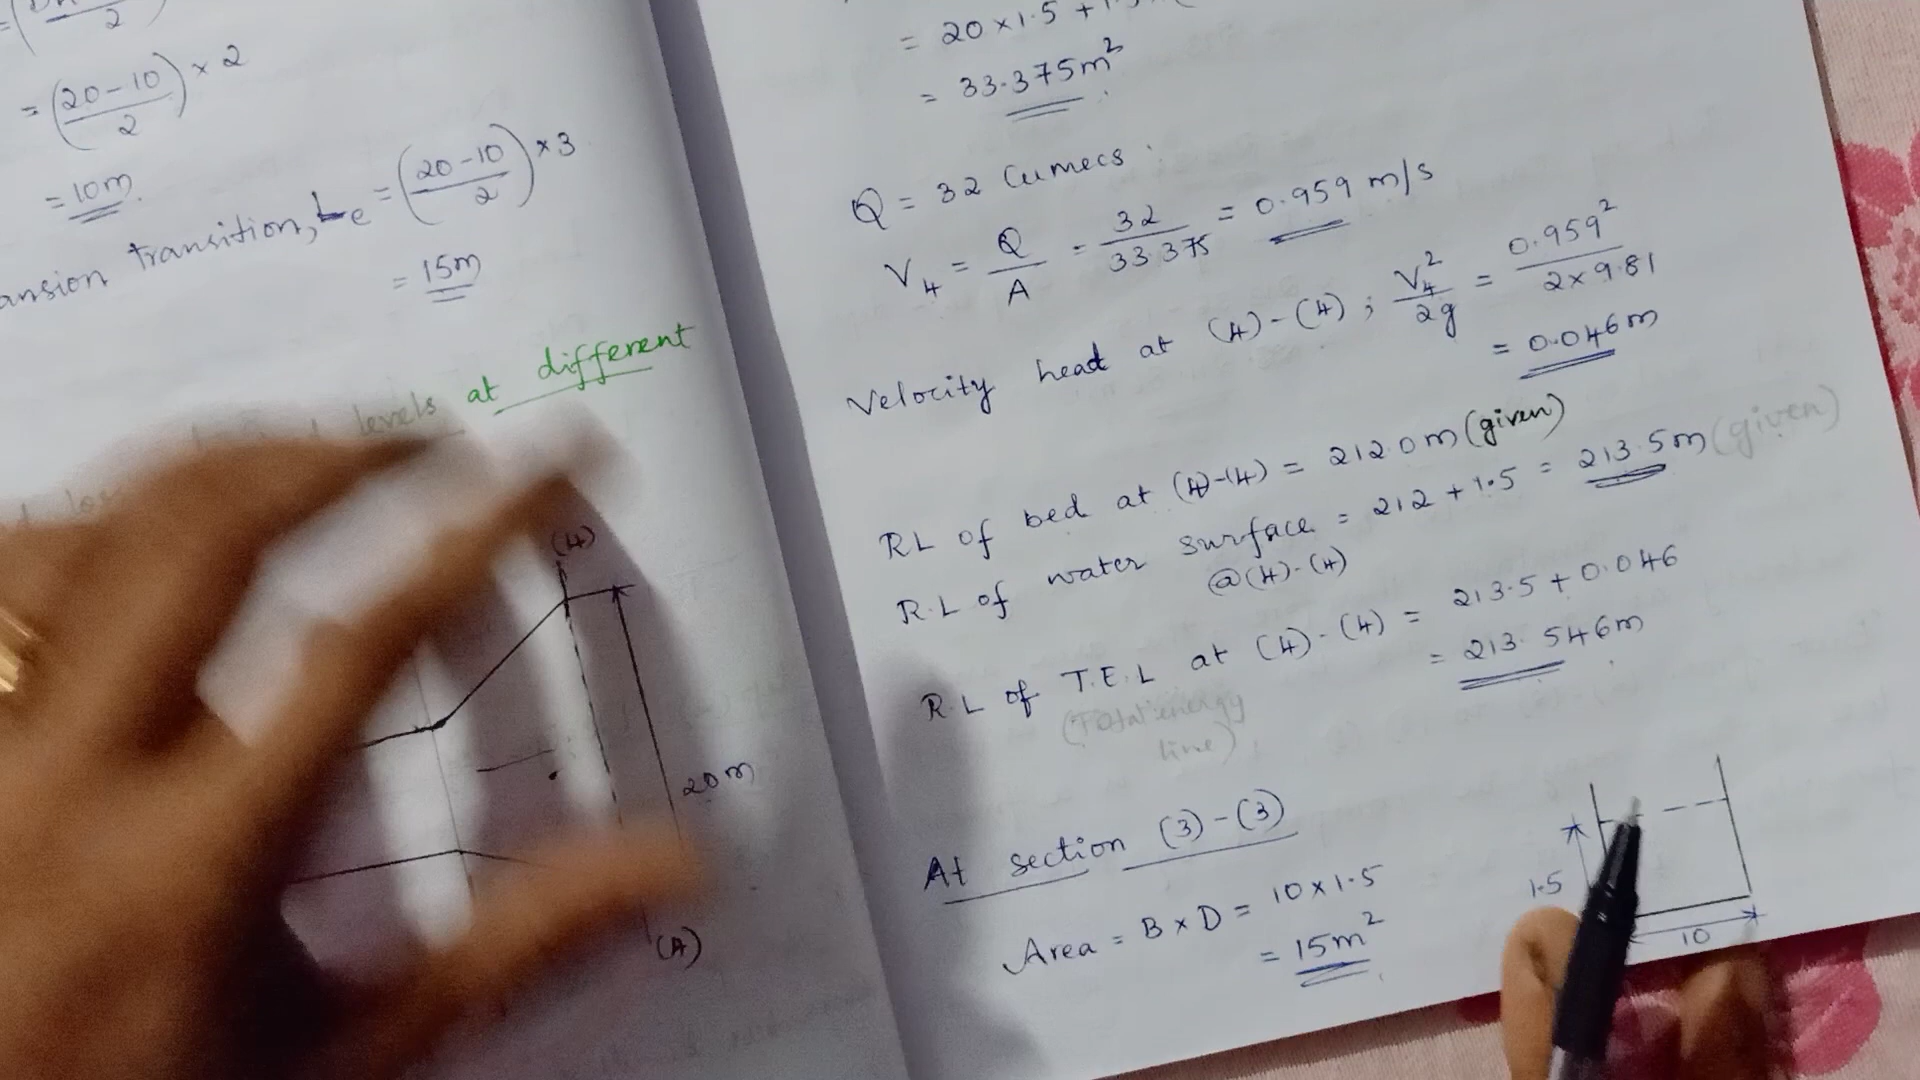 = (20-10/2) × 2
= 10m
ansion transition, Le = (20-10/2) × 3
= 15m
levels at different
(4)
20 m
(A)
= 20 × 1.5 +
= 33.375m²
Q = 32 Cumecs
V4 = Q/A = 32/33.375 = 0.959 m/s
Velocity head at (4)-(4) ; V4²/2g = 0.959²/2×9.81
= 0.046m
RL of bed at (4)-(4) = 212.0m (given)
R.L of water surface = 212 + 1.5 = 213.5m (given)
@(4)-(4)
R.L of T.E.L at (4)-(4) = 213.5 + 0.046
(Total energy
line)
= 213.546m
At section (3)-(3)
Area = B × D = 10 × 1.5
= 15m²
1.5
10